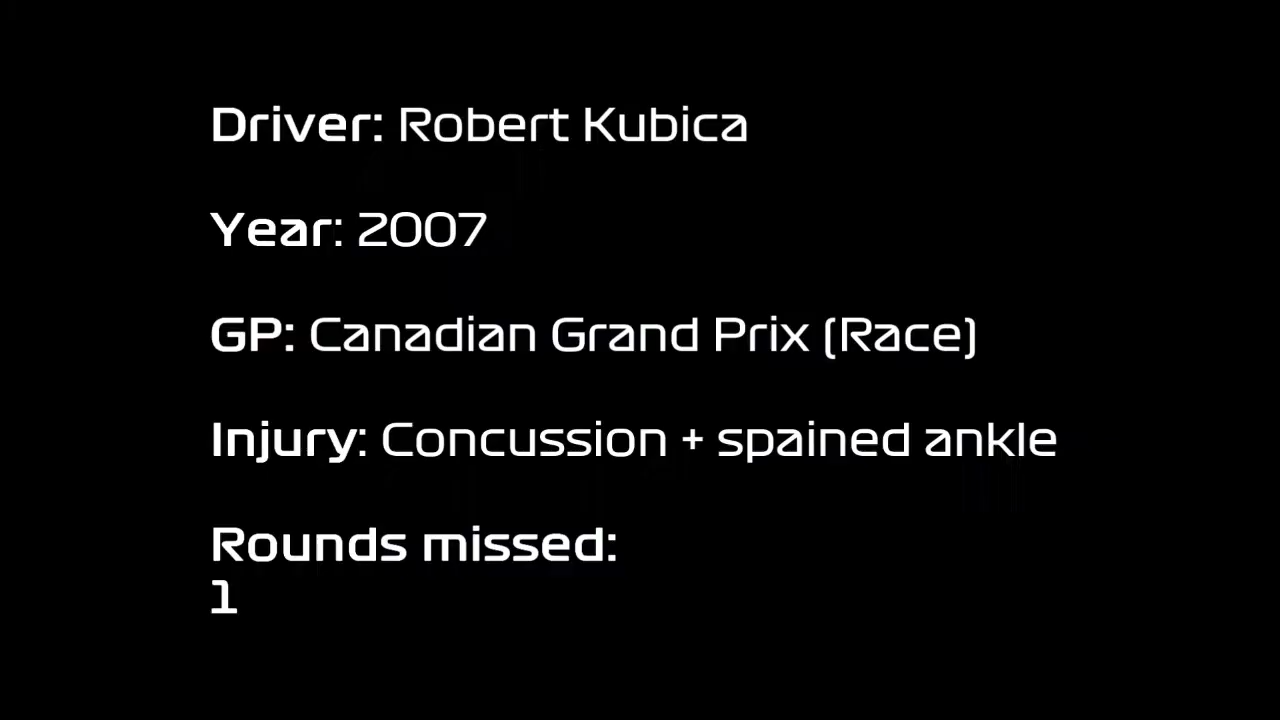 Driver: Robert Kubica
Year: 2007
GP: Canadian Grand Prix (Race)
Injury: Concussion + spained ankle
Rounds missed:
1